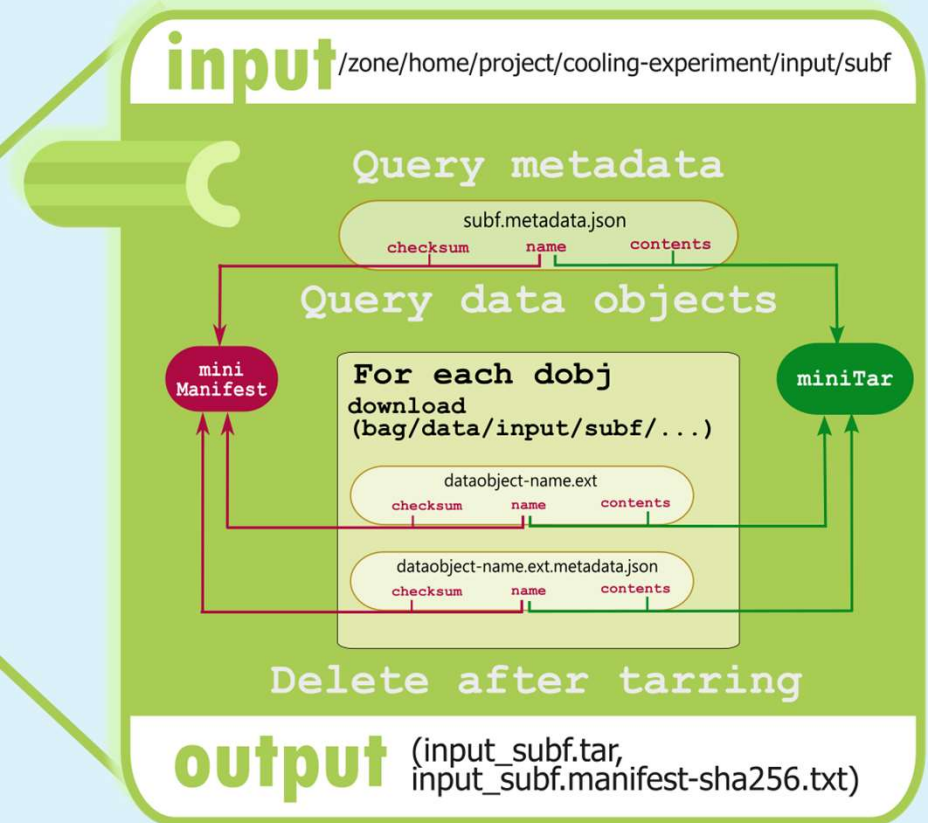 input /zone/home/project/cooling-experiment/input/subf
Query metadata
subf.metadata.json
checksum name contents
Query data objects
mini
Manifest
miniTar
For each dobj
download
(bag/data/input/subf/...)
dataobject-name.ext
checksum name contents
dataobject-name.ext.metadata.json
checksum name contents
Delete after tarring
output (input_subf.tar,
input_subf.manifest-sha256.txt)